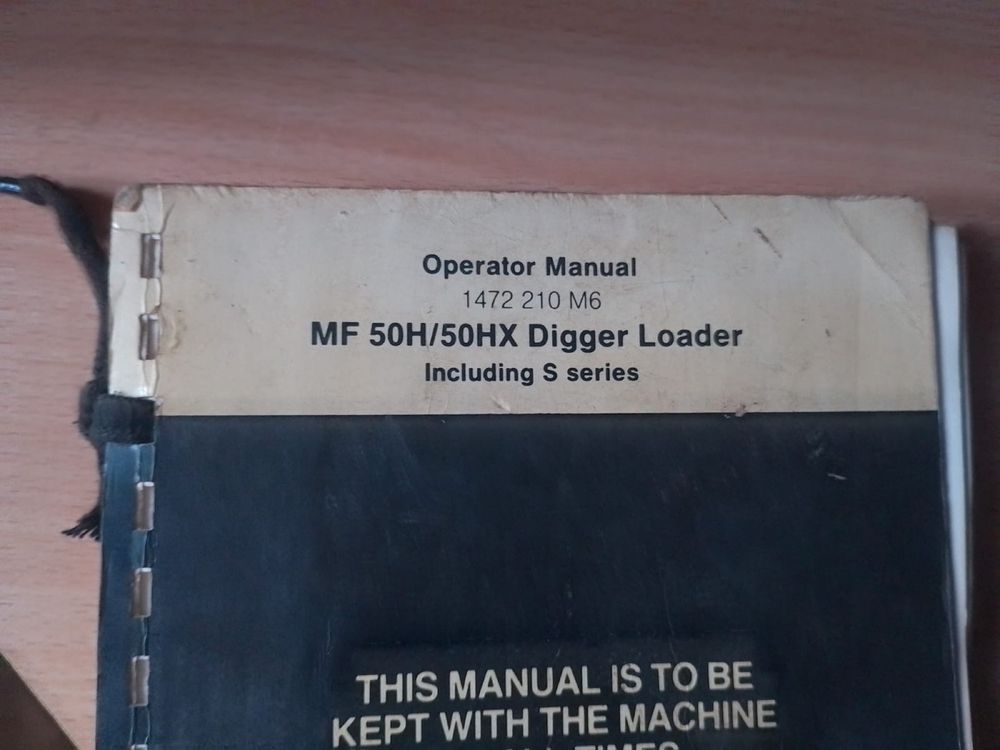 Operator Manual
1472 210 M6
MF 50H/50HX Digger Loader
Including S series
THIS MANUAL IS TO BE
KEPT WITH THE MACHINE
TIMES